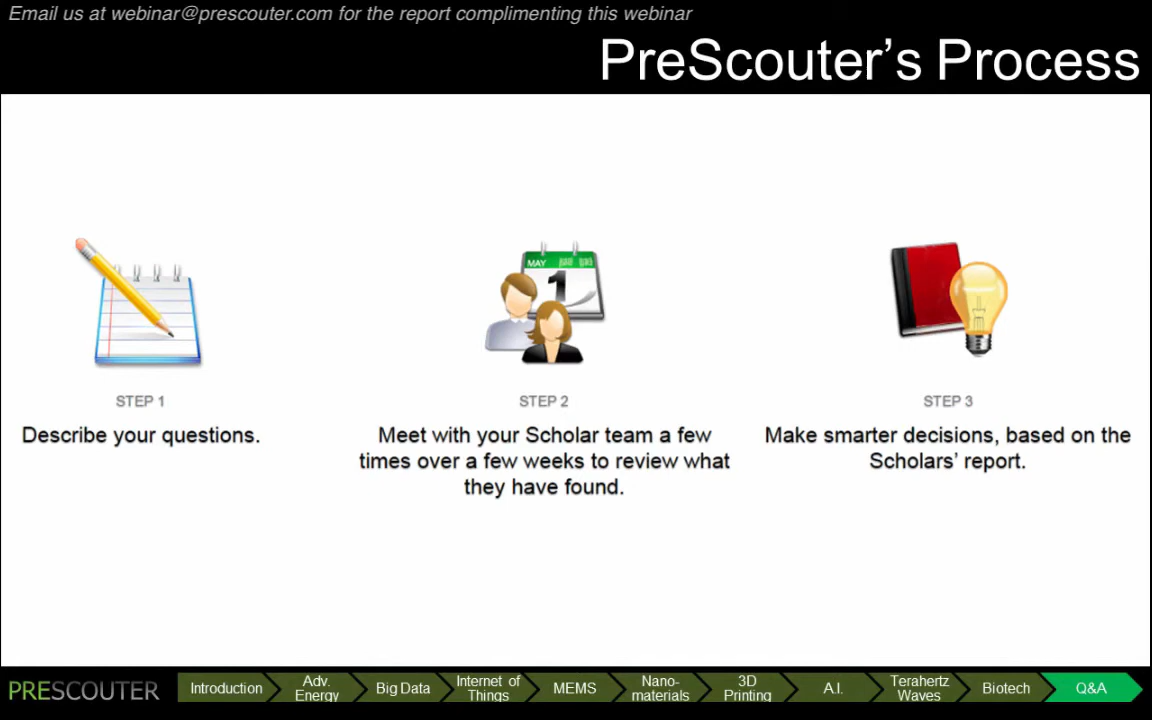 Email us at webinar@prescouter.com for the report complimenting this webinar
PreScouter’s Process
MAY
1
STEP 1
Describe your questions.
STEP 2
Meet with your Scholar team a few
times over a few weeks to review what
they have found.
STEP 3
Make smarter decisions, based on the
Scholars’ report.
PRESCOUTER
Introduction
Adv.
Energy
Big Data
Internet of
Things
MEMS
Nano-
materials
3D
Printing
A.I.
Terahertz
Waves
Biotech
Q&A